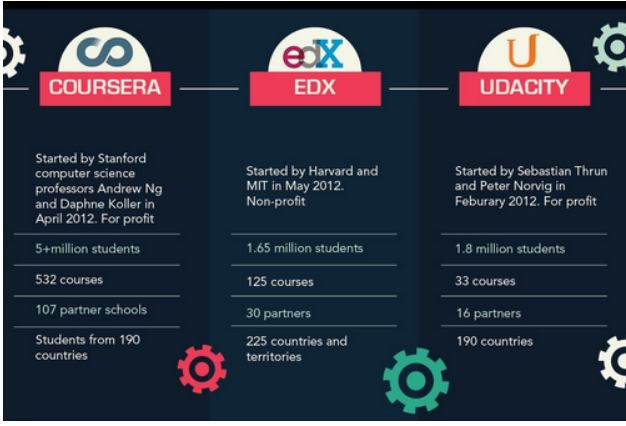 COURSERA
Started by Stanford
computer science
professors Andrew Ng
and Daphne Koller in
April 2012. For profit
5+million students
532 courses
107 partner schools
Students from 190
countries
edX
EDX
Started by Harvard and
MIT in May 2012.
Non-profit
1.65 million students
125 courses
30 partners
225 countries and
territories
U
UDACITY
Started by Sebastian Thrun
and Peter Norvig in
Feburary 2012. For profit
1.8 million students
33 courses
16 partners
190 countries